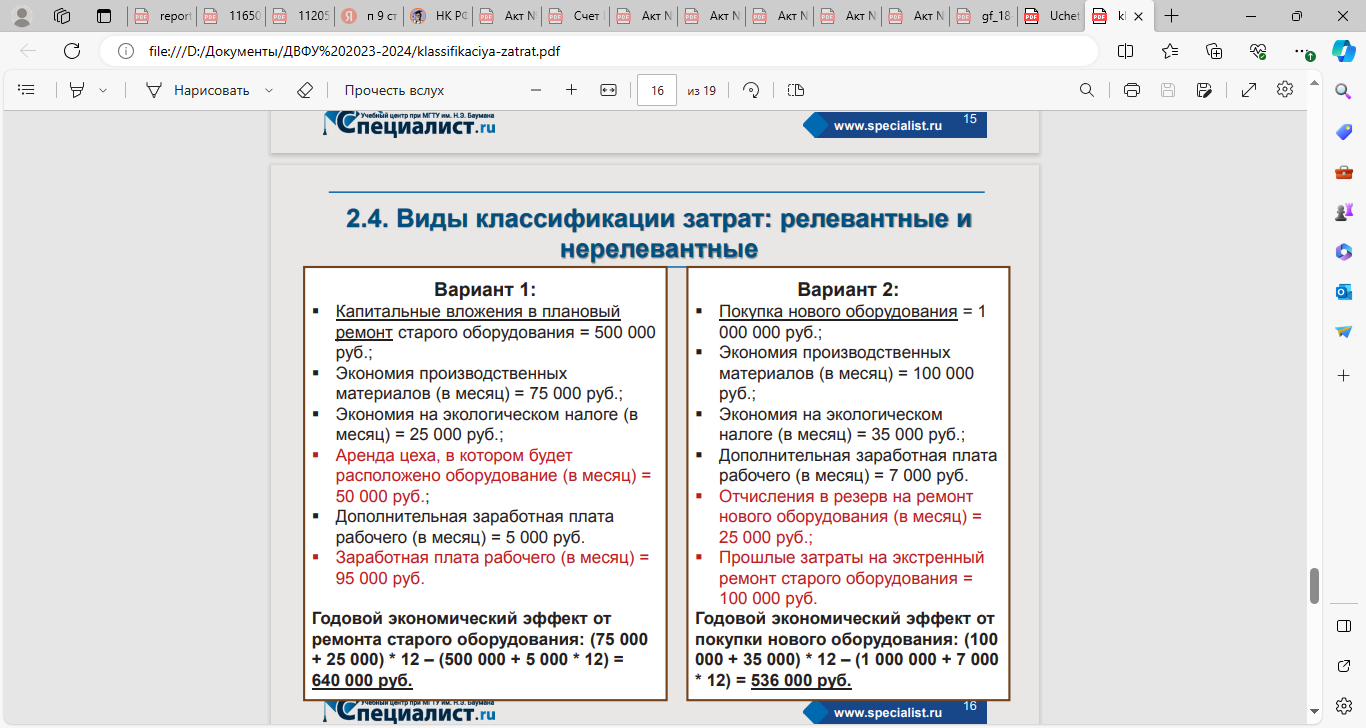 report
11650
11205
п 9 ст
НК РФ
Акт N
Счет
Акт N
Акт N
Акт N
Акт N
Акт N
gf_18
Uchet
kl
file:///D:/Документы/ДВФУ%202023-2024/klassifikaciya-zatrat.pdf
Нарисовать
Прочесть вслух
16
из 19
Учебный центр при МГТУ им. Н.Э. Баумана
Специалист.ru
www.specialist.ru
15
2.4. Виды классификации затрат: релевантные и
нерелевантные
Вариант 1:
▪ Капитальные вложения в плановый
ремонт старого оборудования = 500 000
руб.;
▪ Экономия производственных
материалов (в месяц) = 75 000 руб.;
▪ Экономия на экологическом налоге (в
месяц) = 25 000 руб.;
▪ Аренда цеха, в котором будет
расположено оборудование (в месяц) =
50 000 руб.;
▪ Дополнительная заработная плата
рабочего (в месяц) = 5 000 руб.
▪ Заработная плата рабочего (в месяц) =
95 000 руб.
Годовой экономический эффект от
ремонта старого оборудования: (75 000
+ 25 000) * 12 – (500 000 + 5 000 * 12) =
640 000 руб.
Вариант 2:
▪ Покупка нового оборудования = 1
000 000 руб.;
▪ Экономия производственных
материалов (в месяц) = 100 000
руб.;
▪ Экономия на экологическом
налоге (в месяц) = 35 000 руб.;
▪ Дополнительная заработная плата
рабочего (в месяц) = 7 000 руб.
▪ Отчисления в резерв на ремонт
нового оборудования (в месяц) =
25 000 руб.;
▪ Прошлые затраты на экстренный
ремонт старого оборудования =
100 000 руб.
Годовой экономический эффект от
покупки нового оборудования: (100
000 + 35 000) * 12 – (1 000 000 + 7 000
* 12) = 536 000 руб.
Учебный центр при МГТУ им. Н.Э. Баумана
Специалист.ru
www.specialist.ru
16